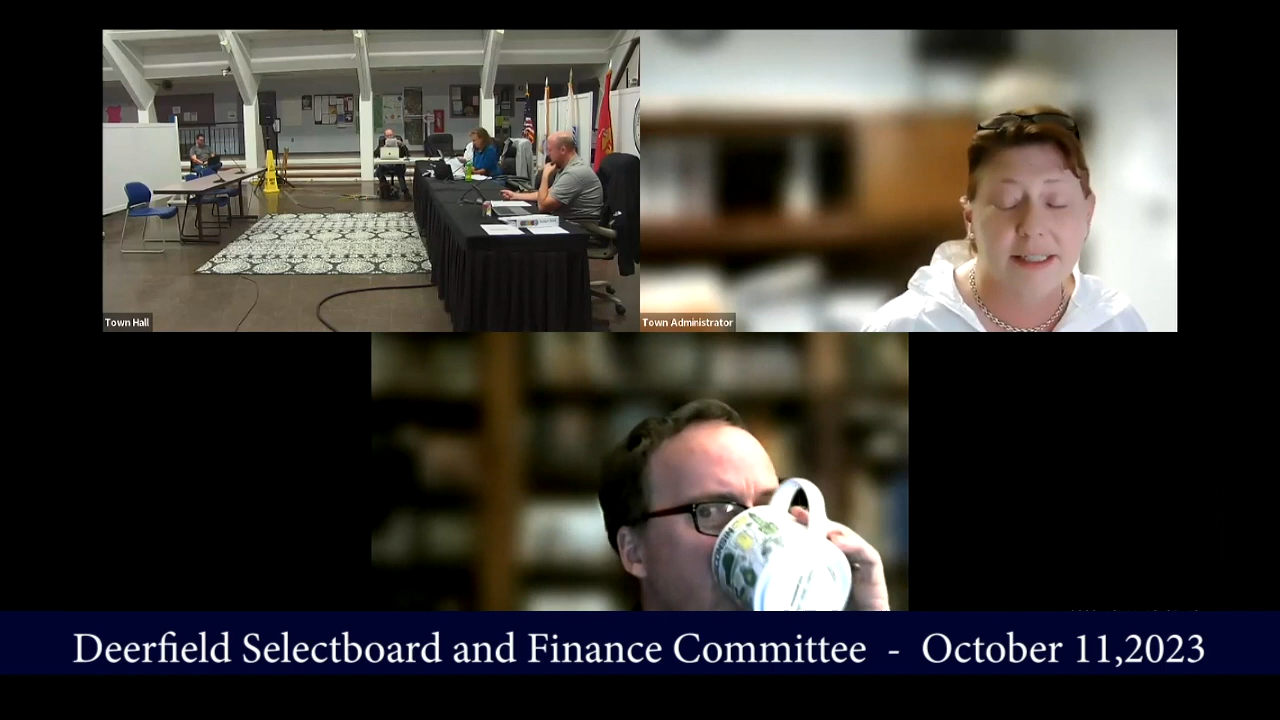 Town Hall
Town Administrator
Deerfield Selectboard and Finance Committee - October 11,2023